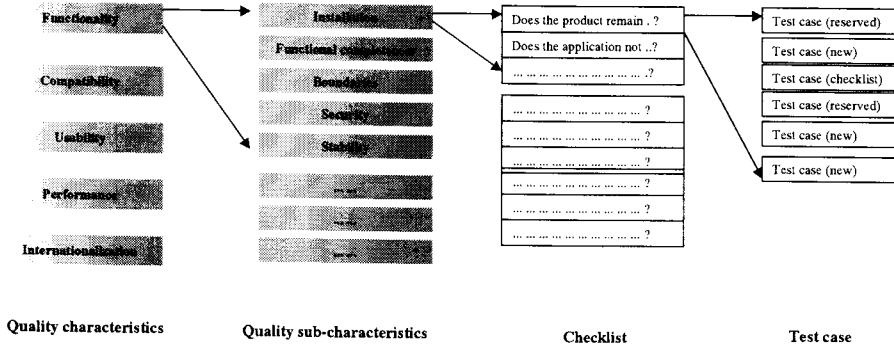 Functionality
Compatibility
Usability
Performance
Internationalization
Quality characteristics
Installation
Functional completeness
Boundaries
Security
Stability
... ...
... ...
... ...
Quality sub-characteristics
Does the product remain . ?
Does the application not ..?
... ... ... ... ... ... ... ... ... .?
... ... ... ... ... ... ... ... ... ?
... ... ... ... ... ... ... ... ... ?
... ... ... ... ... ... ... ... ... ?
... ... ... ... ... ... ... ... ... ?
... ... ... ... ... ... ... ... ... ?
... ... ... ... ... ... ... ... ... ?
Checklist
Test case (reserved)
Test case (new)
Test case (checklist)
Test case (reserved)
Test case (new)
Test case (new)
Test case